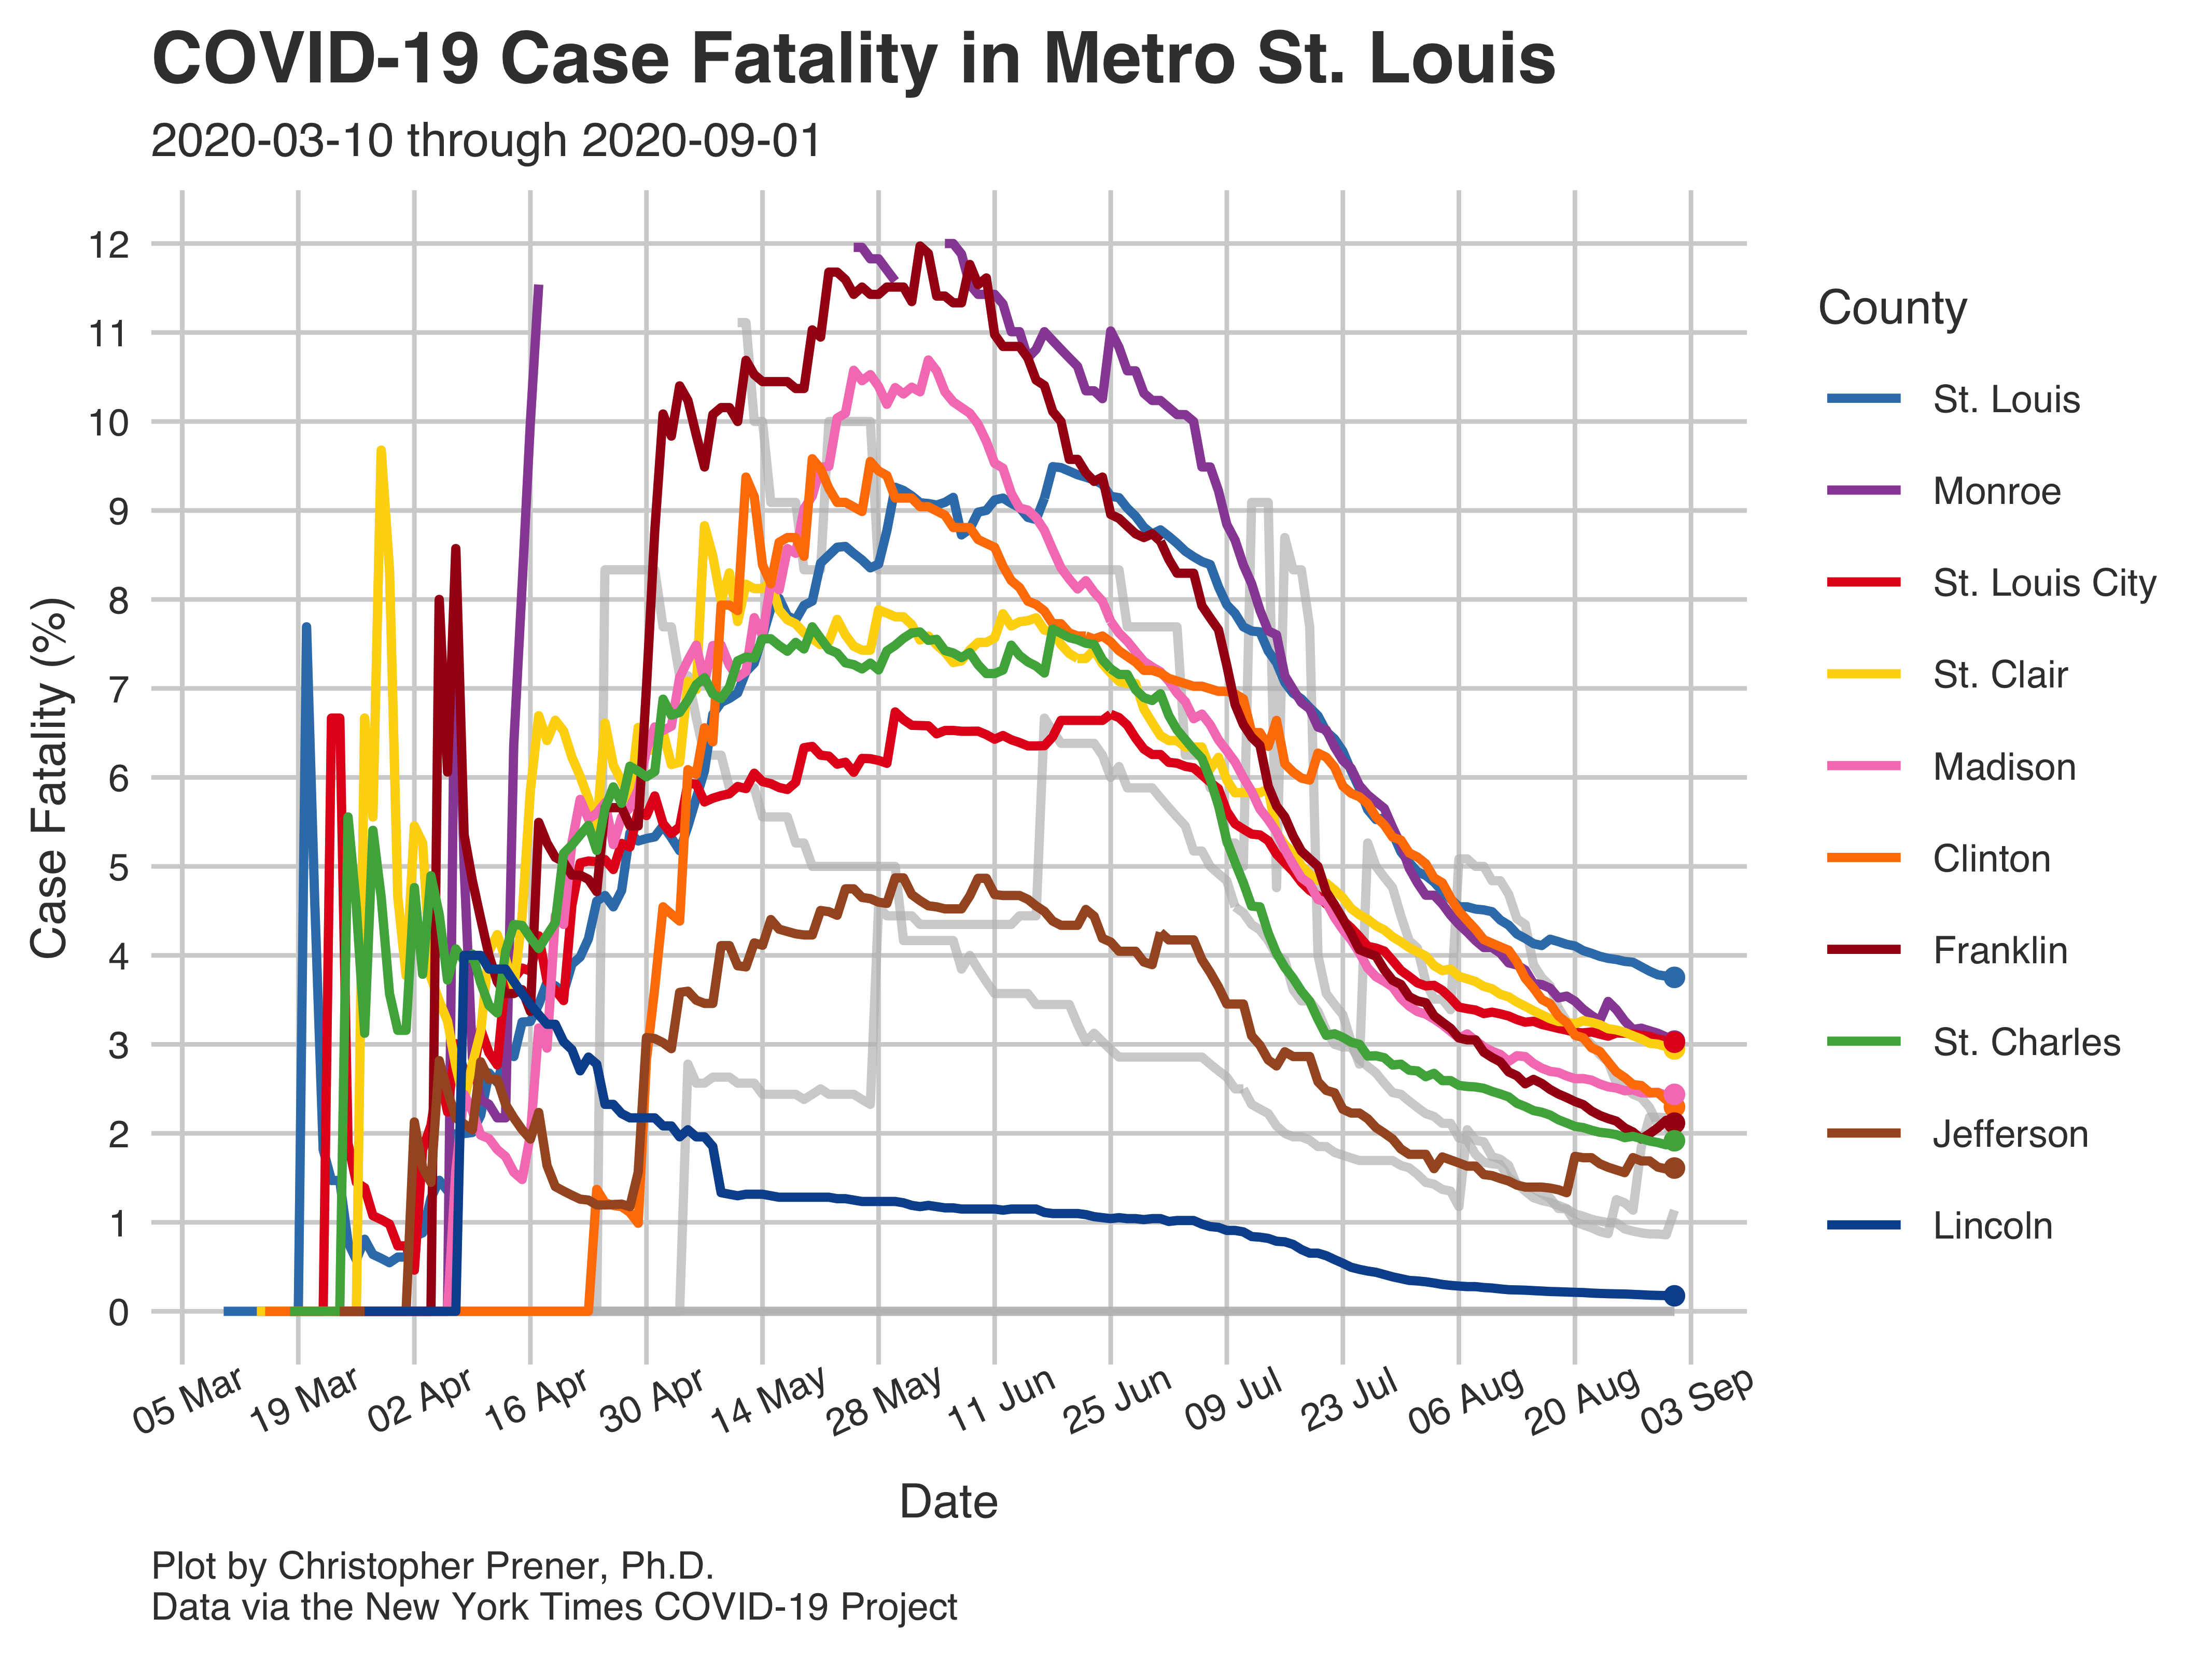 COVID-19 Case Fatality in Metro St. Louis
2020-03-10 through 2020-09-01
Case Fatality (%)
12
11
10
9
8
7
6
5
4
3
2
1
0
05 Mar
19 Mar
02 Apr
16 Apr
30 Apr
14 May
28 May
11 Jun
25 Jun
09 Jul
23 Jul
06 Aug
20 Aug
03 Sep
Date
County
St. Louis
Monroe
St. Louis City
St. Clair
Madison
Clinton
Franklin
St. Charles
Jefferson
Lincoln
Plot by Christopher Prener, Ph.D.
Data via the New York Times COVID-19 Project